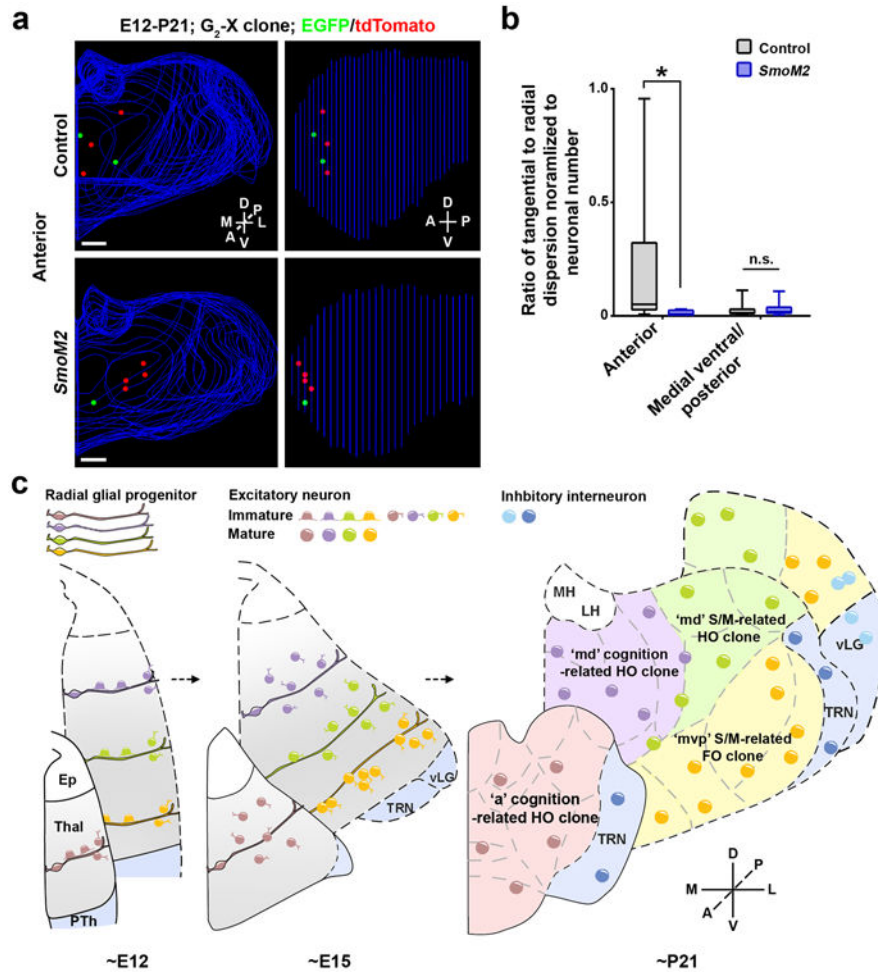 a
E12-P21; G2-X clone; EGFP/tdTomato
Anterior
Control
D
P
M
L
A
V
D
A
P
V
SmoM2
b
Control
SmoM2
Ratio of tangential to radial
dispersion noramlized to
neuronal number
1.0
0.5
0
*
n.s.
Anterior
Medial ventral/
posterior
c
Radial glial progenitor
Excitatory neuron
Immature
Mature
Inhbitory interneuron
Ep
Thal
PTh
TRN
vLG
MH
LH
'md' cognition
-related HO clone
'md' S/M-related
HO clone
vLG
TRN
'mvp' S/M-related
FO clone
'a' cognition
-related HO clone
TRN
D
P
M
L
A
V
~E12
~E15
~P21